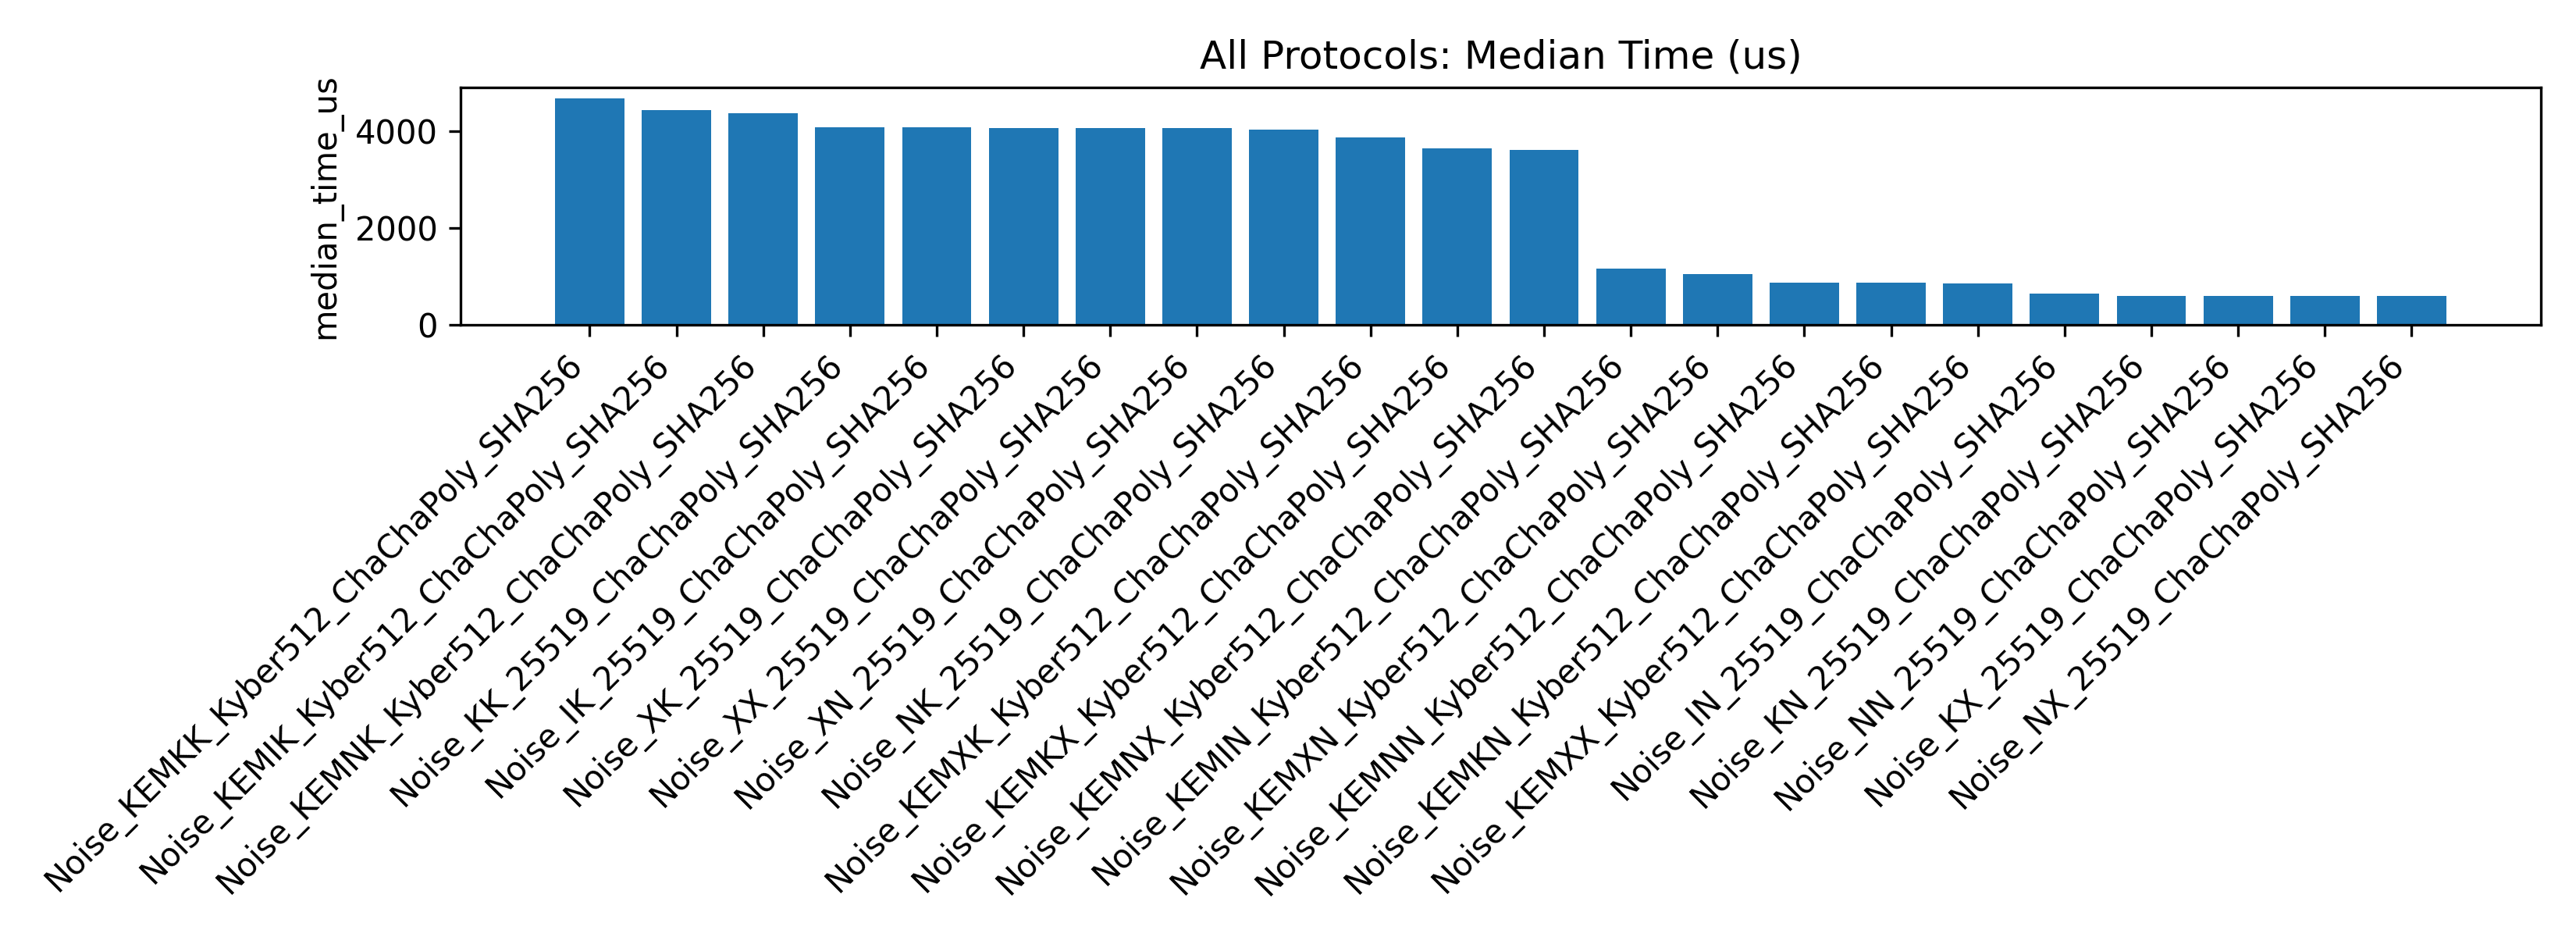 All Protocols: Median Time (us)
median_time_us
4000
2000
0
Noise_KEMKK_Kyber512_ChaChaPoly_SHA256
Noise_KEMIK_Kyber512_ChaChaPoly_SHA256
Noise_KEMNK_Kyber512_ChaChaPoly_SHA256
Noise_KK_25519_ChaChaPoly_SHA256
Noise_IK_25519_ChaChaPoly_SHA256
Noise_XK_25519_ChaChaPoly_SHA256
Noise_XX_25519_ChaChaPoly_SHA256
Noise_XN_25519_ChaChaPoly_SHA256
Noise_NK_25519_ChaChaPoly_SHA256
Noise_KEMXK_Kyber512_ChaChaPoly_SHA256
Noise_KEMKX_Kyber512_ChaChaPoly_SHA256
Noise_KEMNX_Kyber512_ChaChaPoly_SHA256
Noise_KEMIN_Kyber512_ChaChaPoly_SHA256
Noise_KEMXN_Kyber512_ChaChaPoly_SHA256
Noise_KEMNN_Kyber512_ChaChaPoly_SHA256
Noise_KEMKN_Kyber512_ChaChaPoly_SHA256
Noise_KEMXX_Kyber512_ChaChaPoly_SHA256
Noise_IN_25519_ChaChaPoly_SHA256
Noise_KN_25519_ChaChaPoly_SHA256
Noise_NN_25519_ChaChaPoly_SHA256
Noise_KX_25519_ChaChaPoly_SHA256
Noise_NX_25519_ChaChaPoly_SHA256